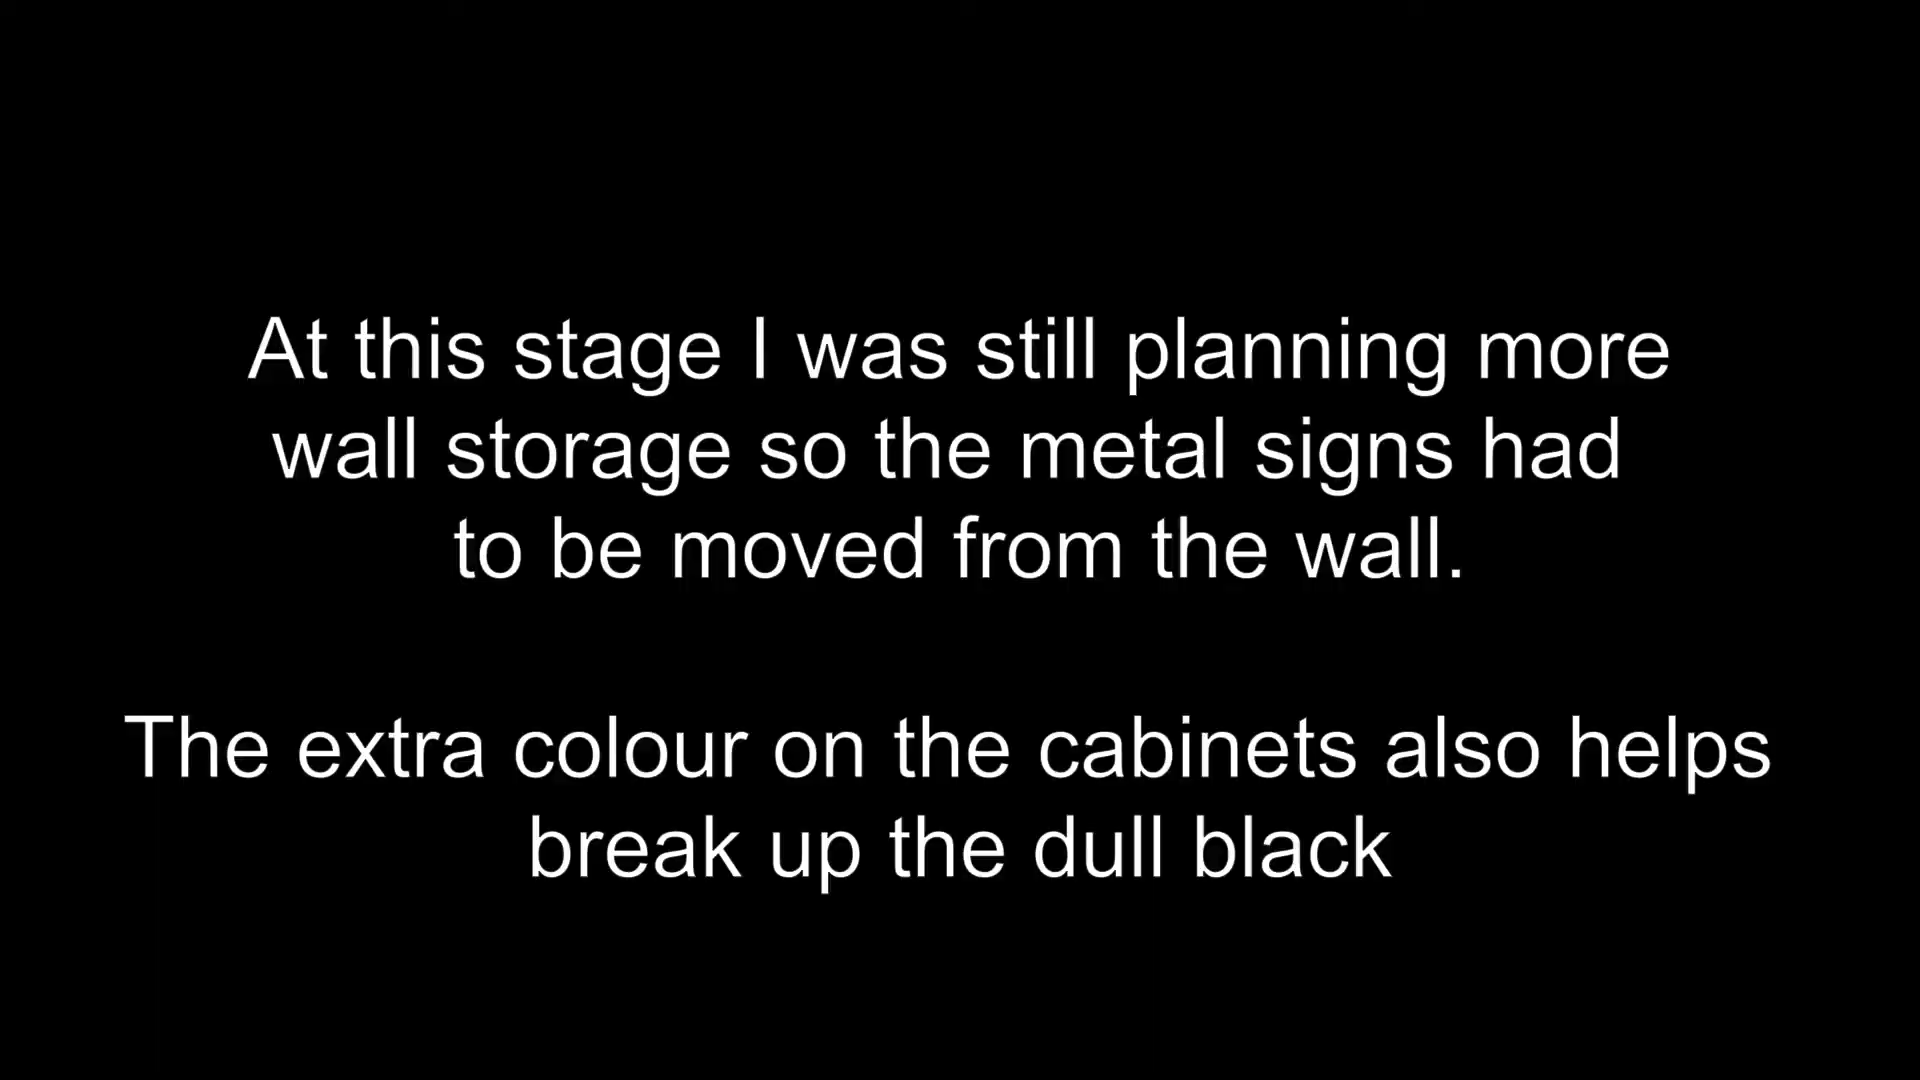 At this stage I was still planning more
wall storage so the metal signs had
to be moved from the wall.
The extra colour on the cabinets also helps
break up the dull black